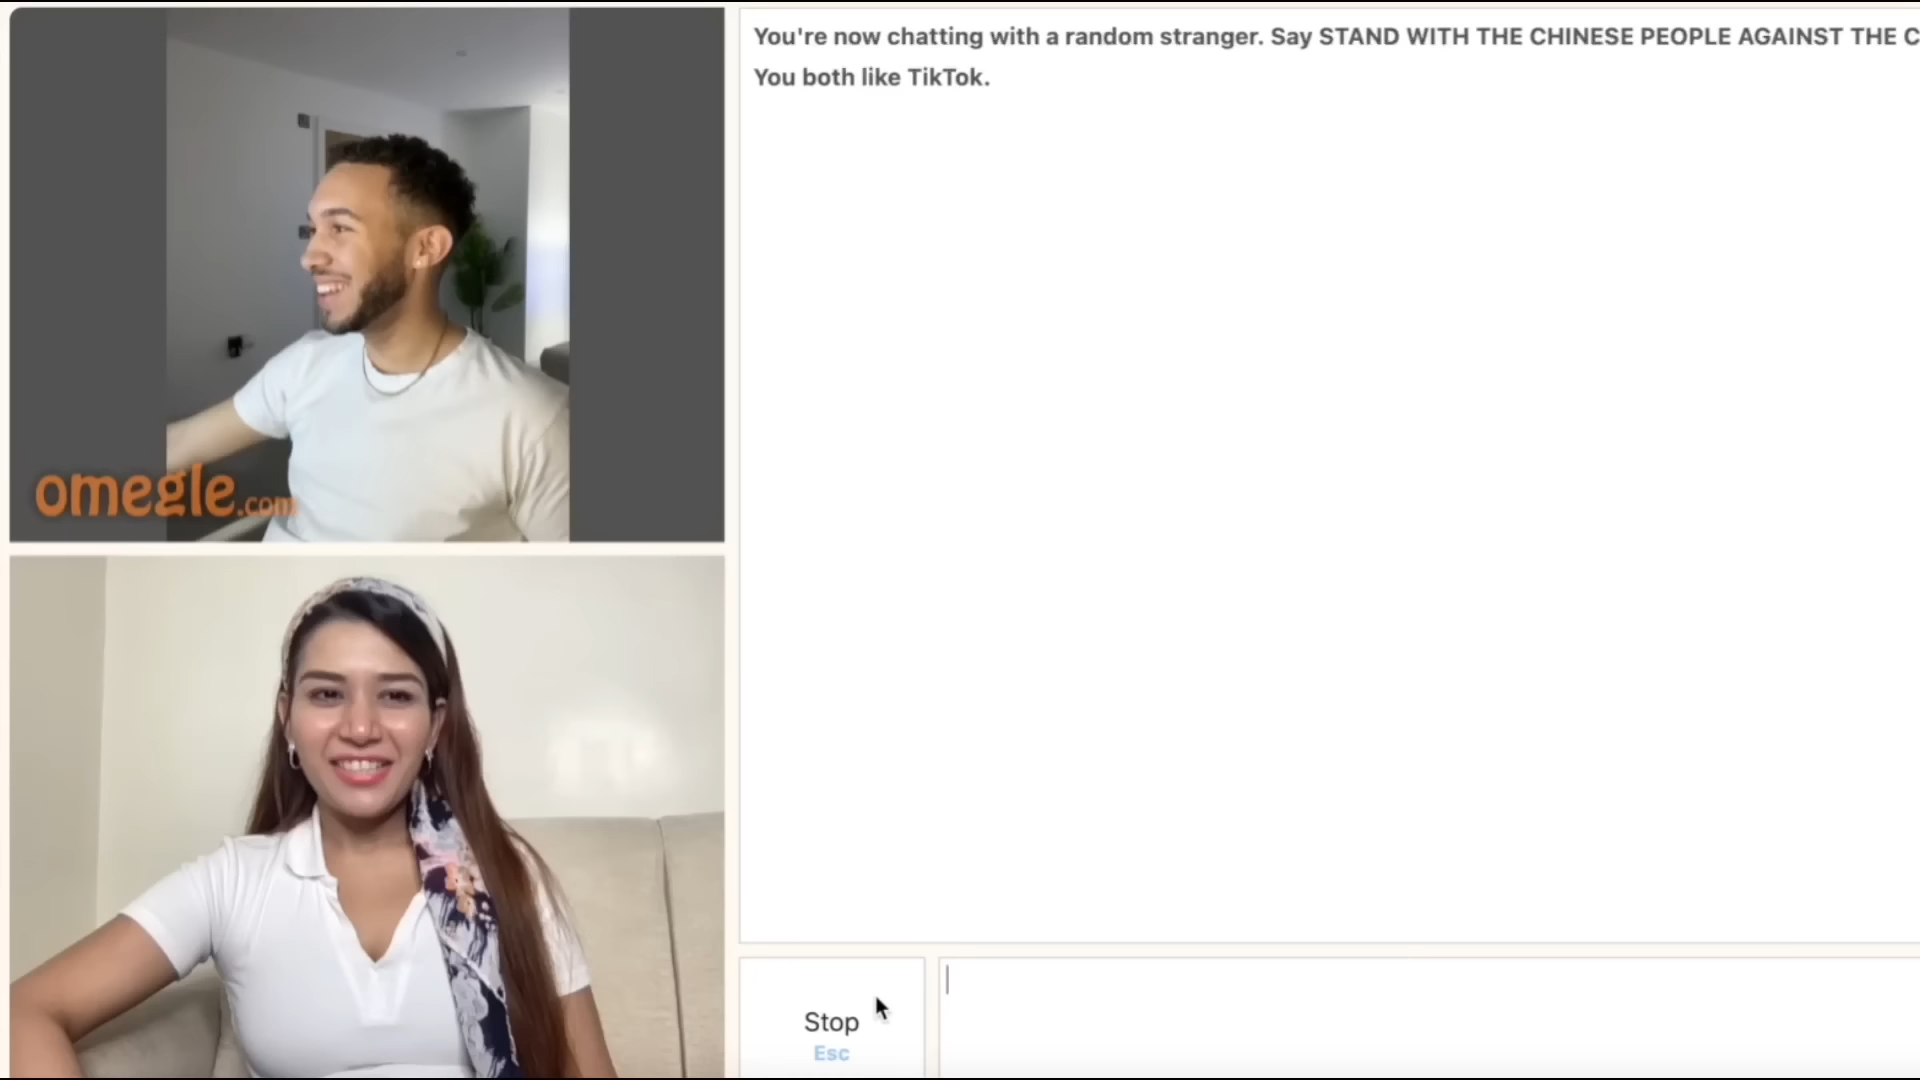 You're now chatting with a random stranger. Say STAND WITH THE CHINESE PEOPLE AGAINST THE C
You both like TikTok.
omegle.com
Stop
Esc